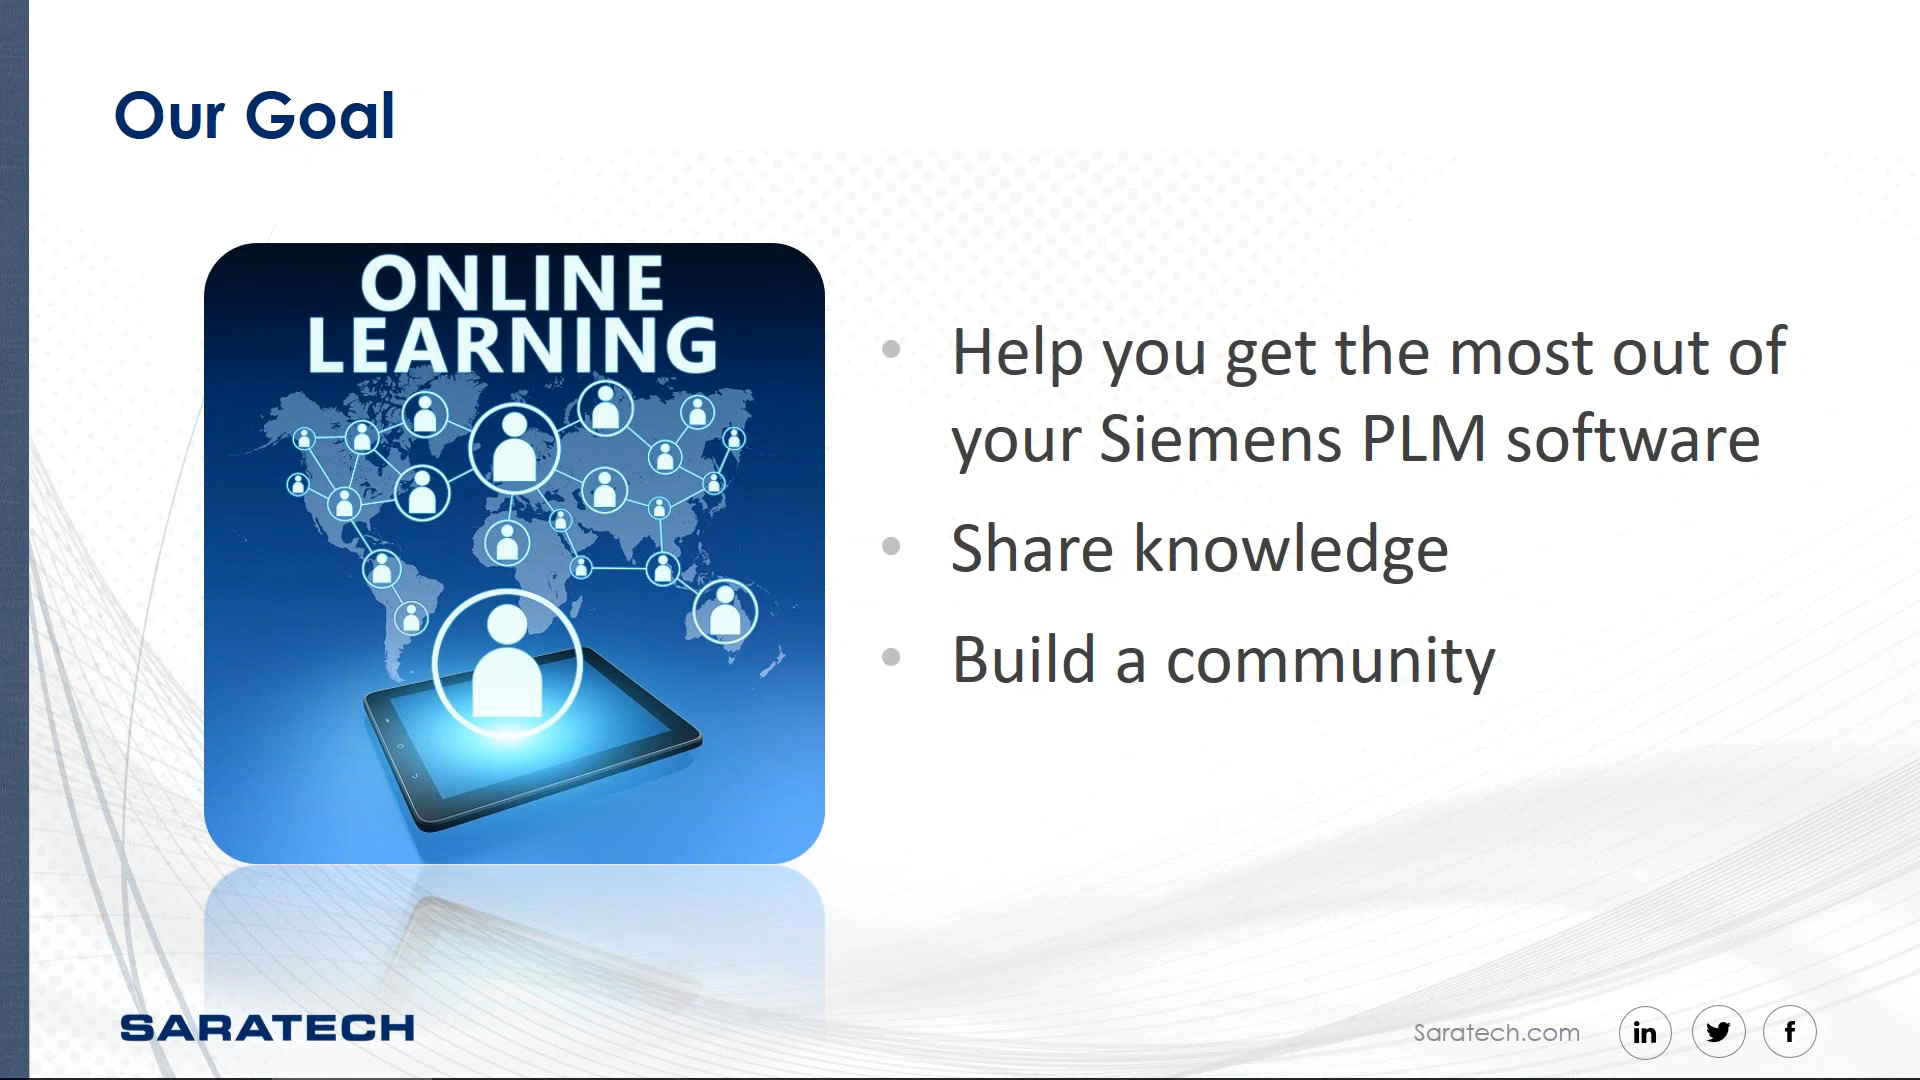 Our Goal
ONLINE
LEARNING
• Help you get the most out of
your Siemens PLM software
• Share knowledge
• Build a community
SARATECH
Saratech.com
in
f